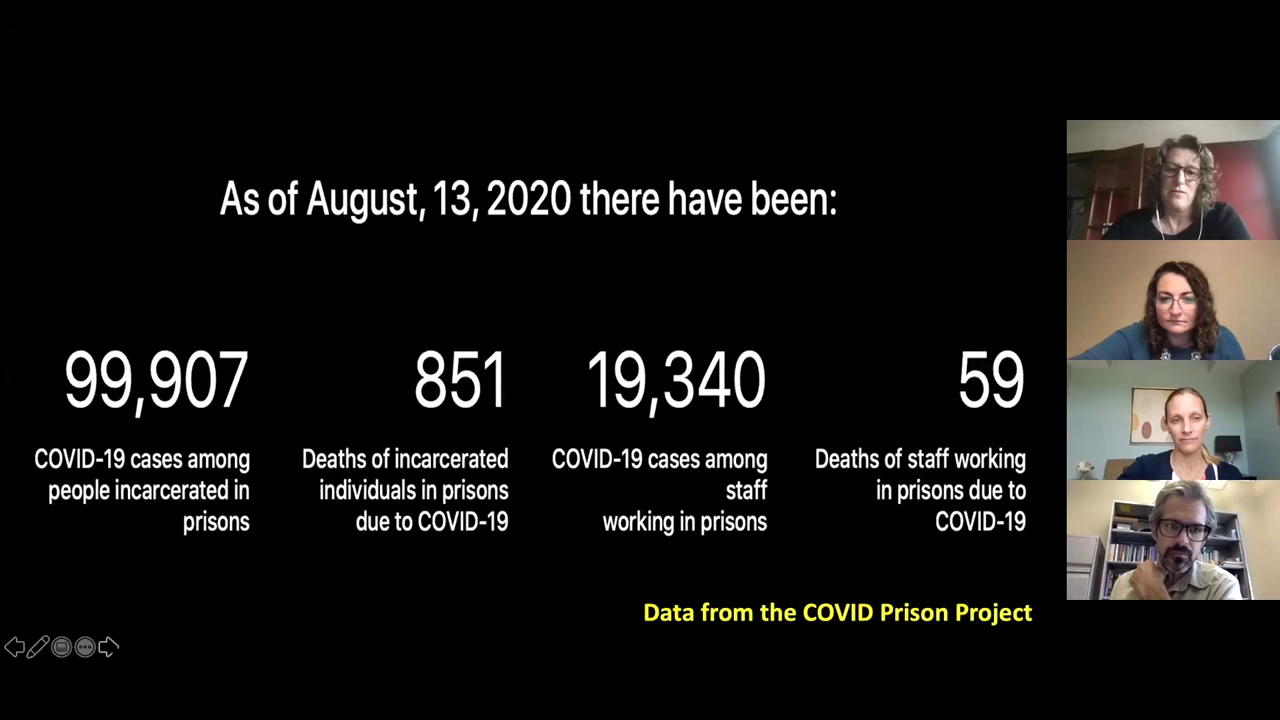 As of August, 13, 2020 there have been:
99,907
COVID-19 cases among
people incarcerated in
prisons
851
Deaths of incarcerated
individuals in prisons
due to COVID-19
19,340
COVID-19 cases among
staff
working in prisons
59
Deaths of staff working
in prisons due to
COVID-19
Data from the COVID Prison Project